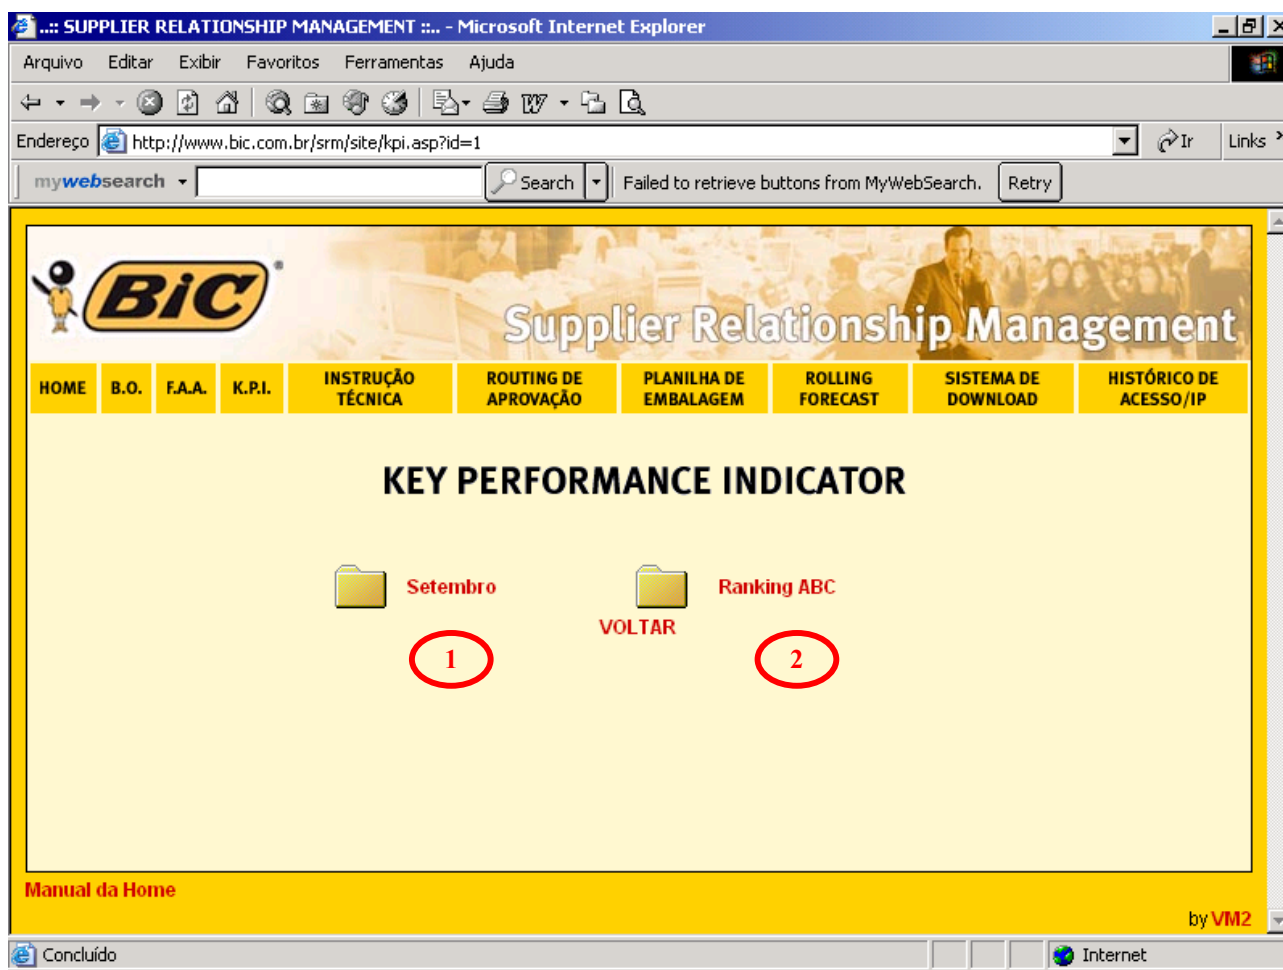 ..:: SUPPLIER RELATIONSHIP MANAGEMENT ::.. - Microsoft Internet Explorer
Arquivo Editar Exibir Favoritos Ferramentas Ajuda
Endereço http://www.bic.com.br/srm/site/kpi.asp?id=1 Ir Links
mywebsearch Search Failed to retrieve buttons from MyWebSearch. Retry
BiC
Supplier Relationship Management
HOME B.O. F.A.A. K.P.I. INSTRUÇÃO TÉCNICA ROUTING DE APROVAÇÃO PLANILHA DE EMBALAGEM ROLLING FORECAST SISTEMA DE DOWNLOAD HISTÓRICO DE ACESSO/IP
KEY PERFORMANCE INDICATOR
Setembro Ranking ABC
VOLTAR
1 2
Manual da Home
by VM2
Concluído Internet